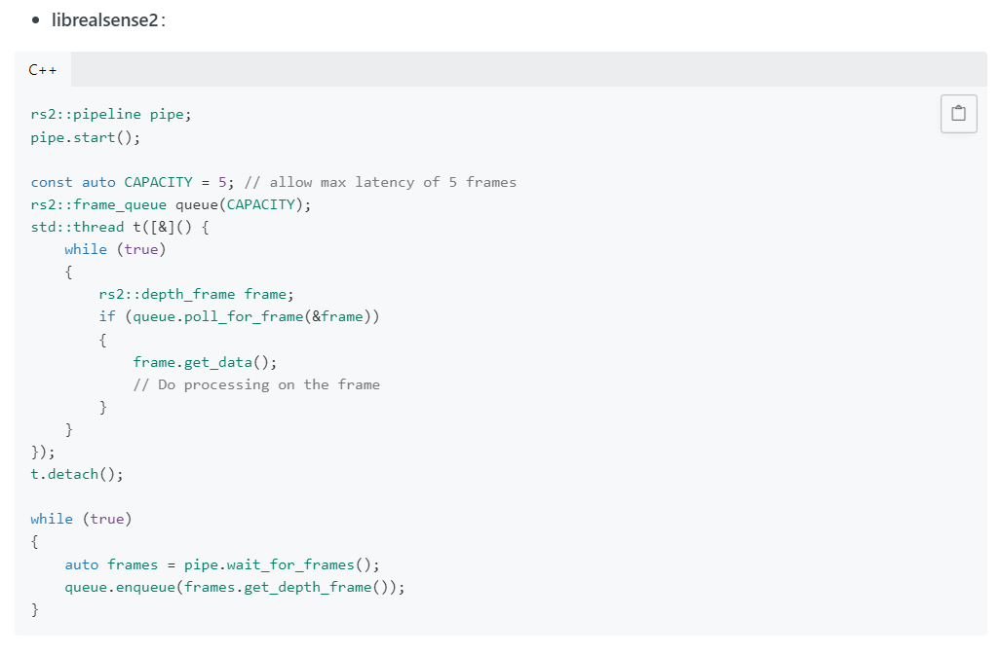 • librealsense2:
C++
rs2::pipeline pipe;
pipe.start();

const auto CAPACITY = 5; // allow max latency of 5 frames
rs2::frame_queue queue(CAPACITY);
std::thread t([&]() {
    while (true)
    {
        rs2::depth_frame frame;
        if (queue.poll_for_frame(&frame))
        {
            frame.get_data();
            // Do processing on the frame
        }
    }
});
t.detach();

while (true)
{
    auto frames = pipe.wait_for_frames();
    queue.enqueue(frames.get_depth_frame());
}